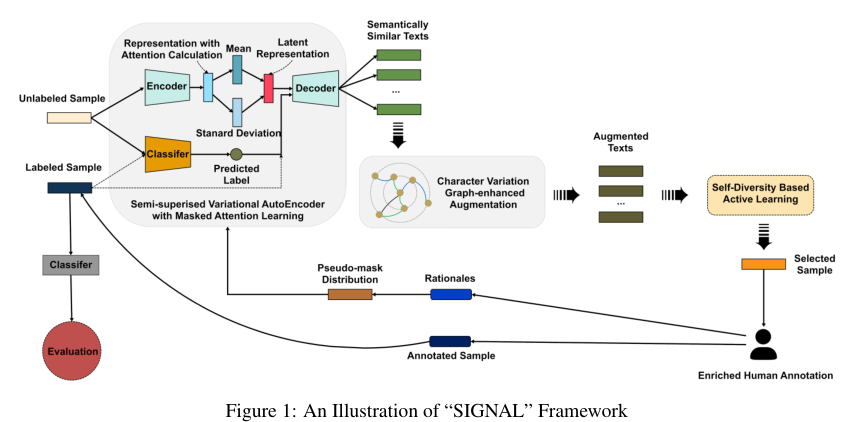 Semantically
Similar Texts
Representation with
Attention Calculation
Mean
Latent
Representation
Encoder
Decoder
...
Unlabeled Sample
Stanard Deviation
Classifer
Predicted
Label
Labeled Sample
Semi-superised Variational AutoEncoder
with Masked Attention Learning
Character Variation
Graph-enhanced
Augmentation
Augmented
Texts
...
Self-Diversity Based
Active Learning
Selected
Sample
Classifer
Pseudo-mask
Distribution
Rationales
Evaluation
Annotated Sample
Enriched Human Annotation
Figure 1: An Illustration of “SIGNAL” Framework